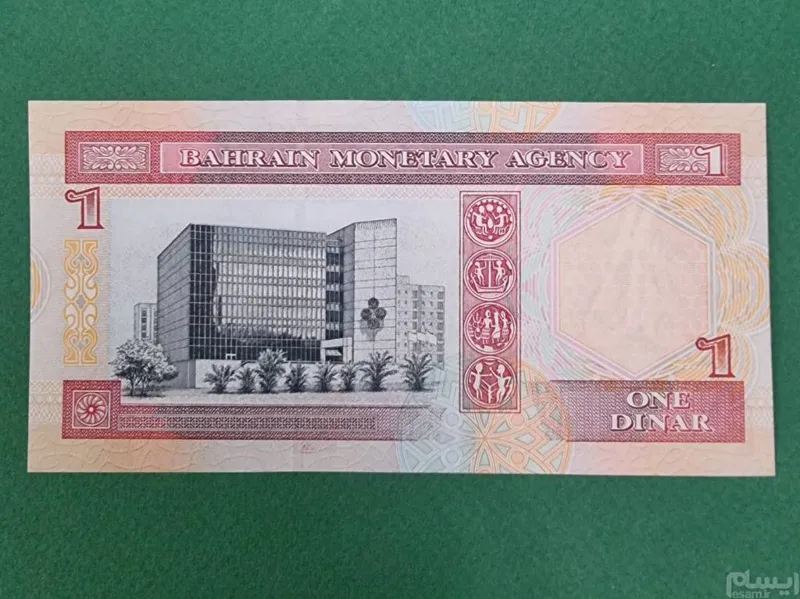 BAHRAIN MONETARY AGENCY
1
1
1
ONE
DINAR
ایسام
esam.ir